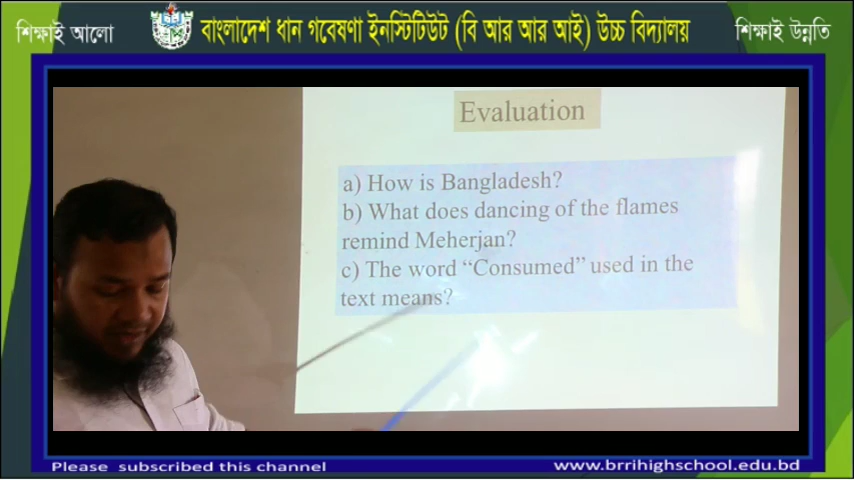 শিক্ষাই আলো
বাংলাদেশ ধান গবেষণা ইনস্টিটিউট (বি আর আর আই) উচ্চ বিদ্যালয়
শিক্ষাই উন্নতি
Evaluation
a) How is Bangladesh?
b) What does dancing of the flames
remind Meherjan?
c) The word “Consumed” used in the
text means?
Please subscribed this channel
www.brrihighschool.edu.bd